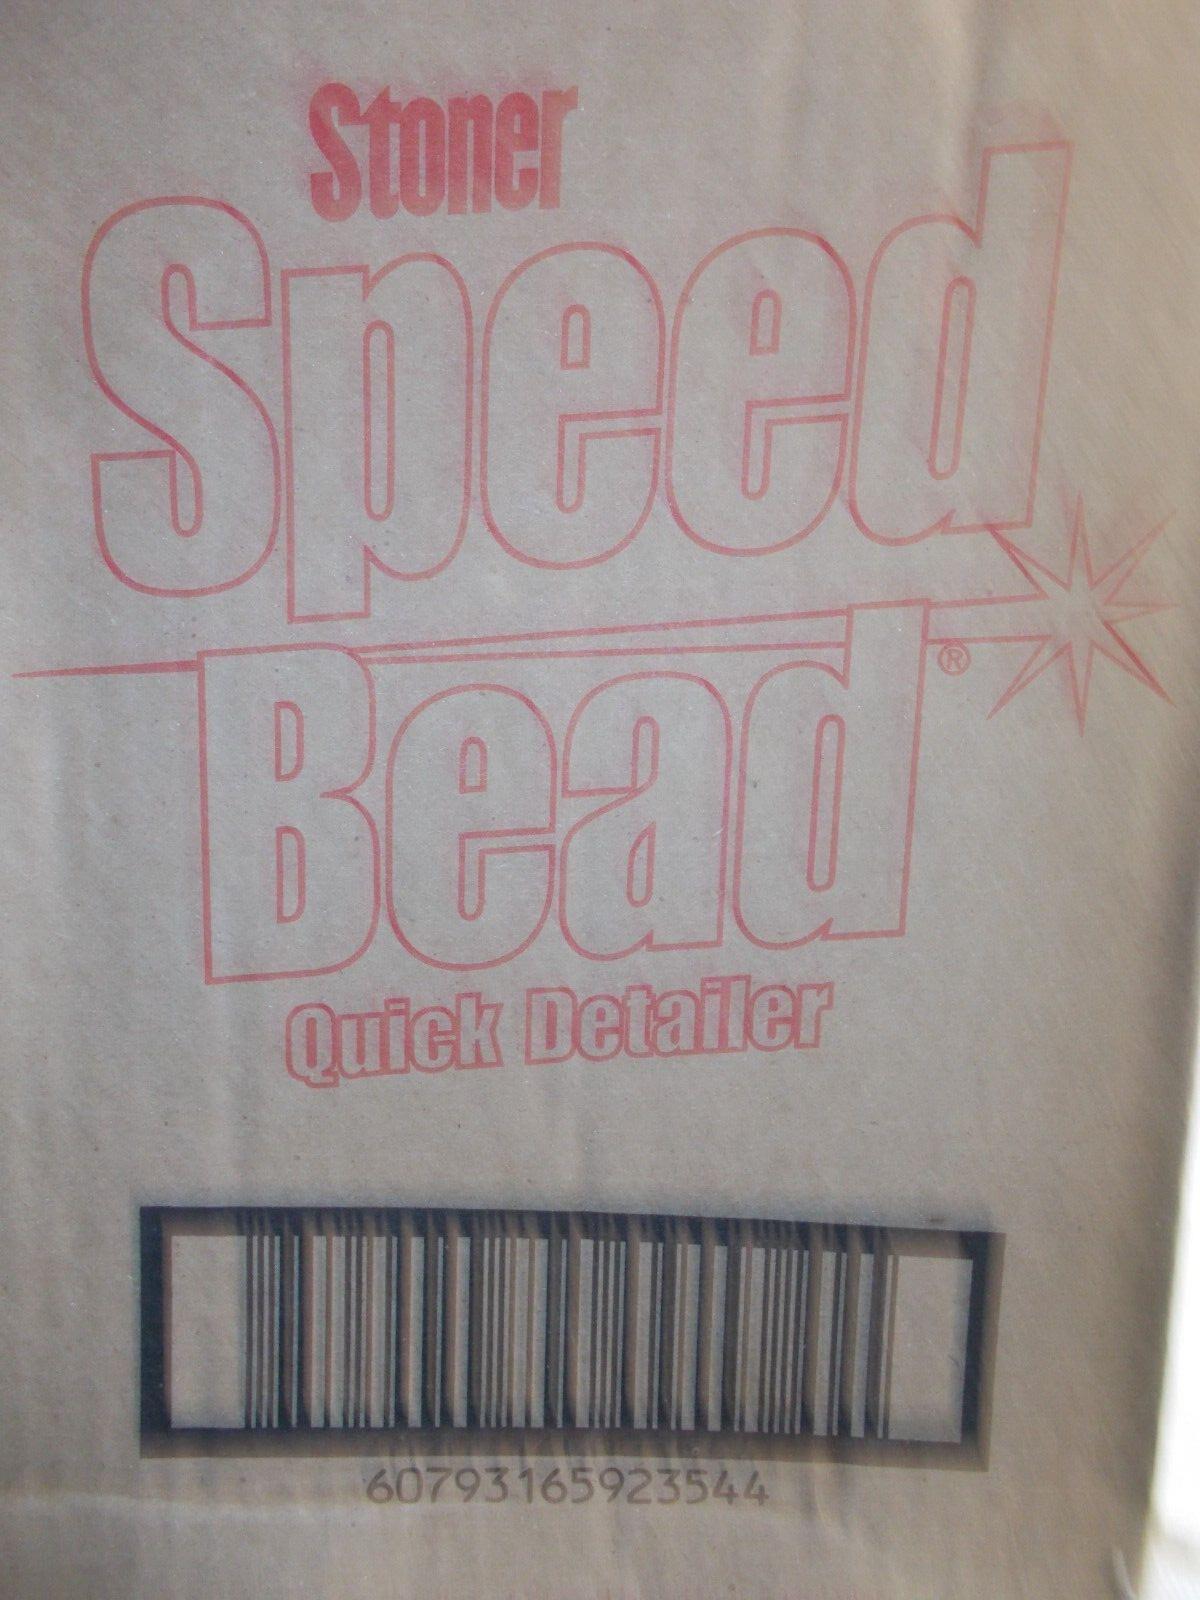 Stoner
Speed
Bead®
Quick Detailer
60793165923544